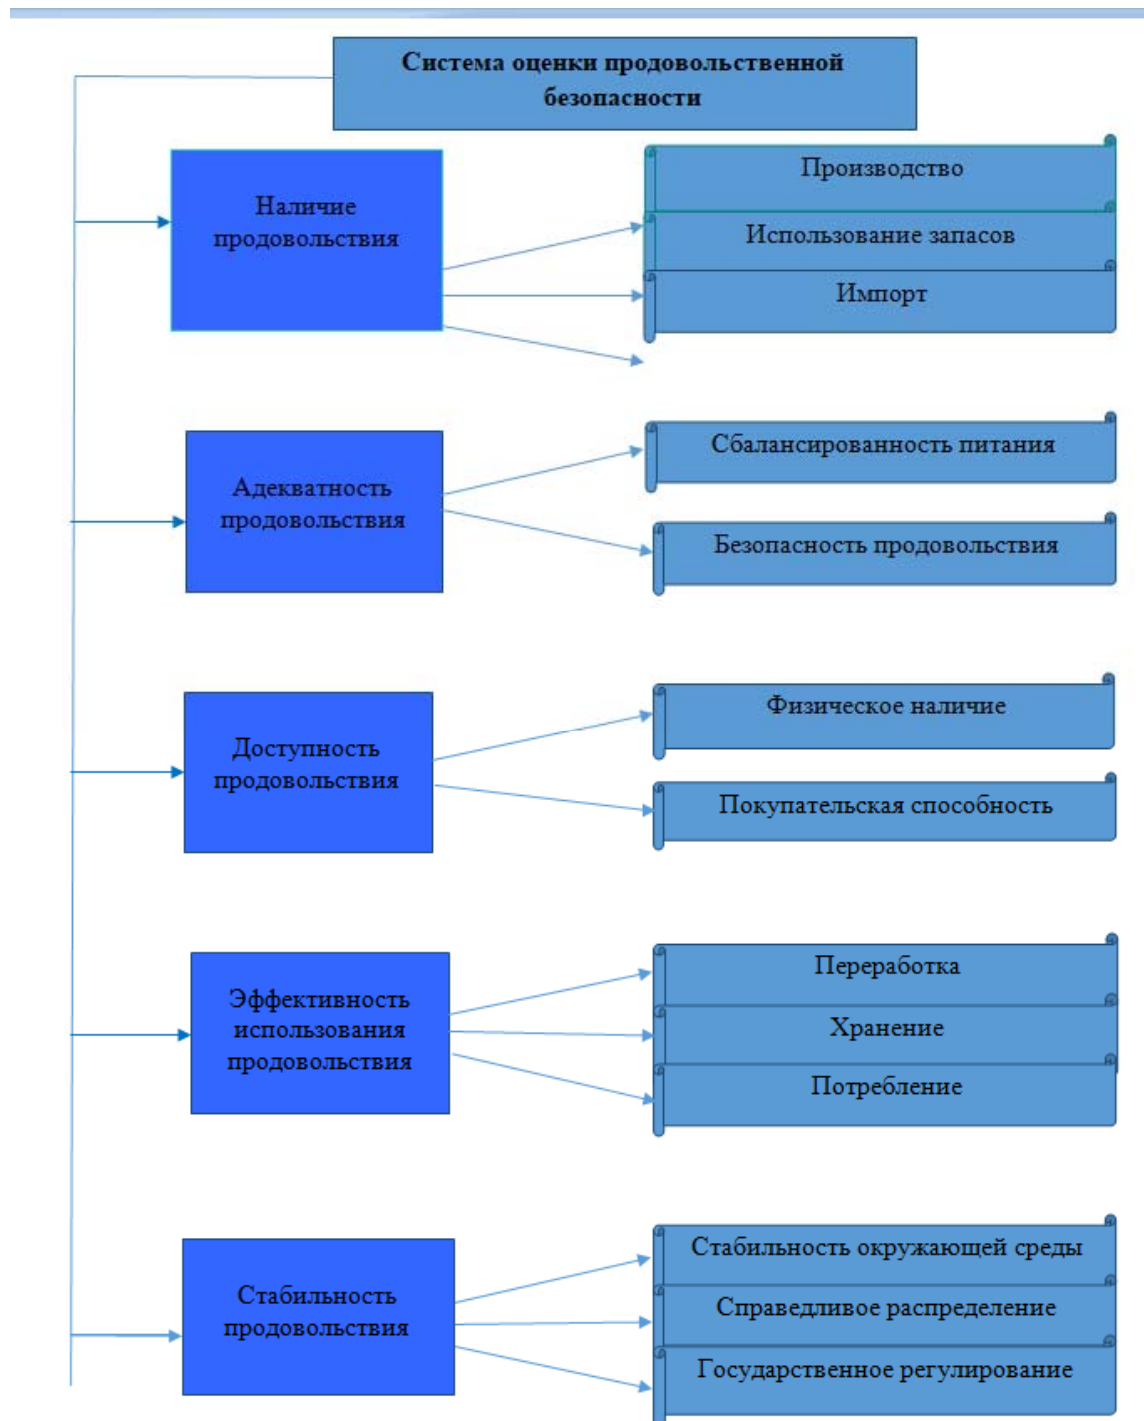 Система оценки продовольственной
безопасности
Наличие
продовольствия
Производство
Использование запасов
Импорт
Адекватность
продовольствия
Сбалансированность питания
Безопасность продовольствия
Доступность
продовольствия
Физическое наличие
Покупательская способность
Эффективность
использования
продовольствия
Переработка
Хранение
Потребление
Стабильность
продовольствия
Стабильность окружающей среды
Справедливое распределение
Государственное регулирование